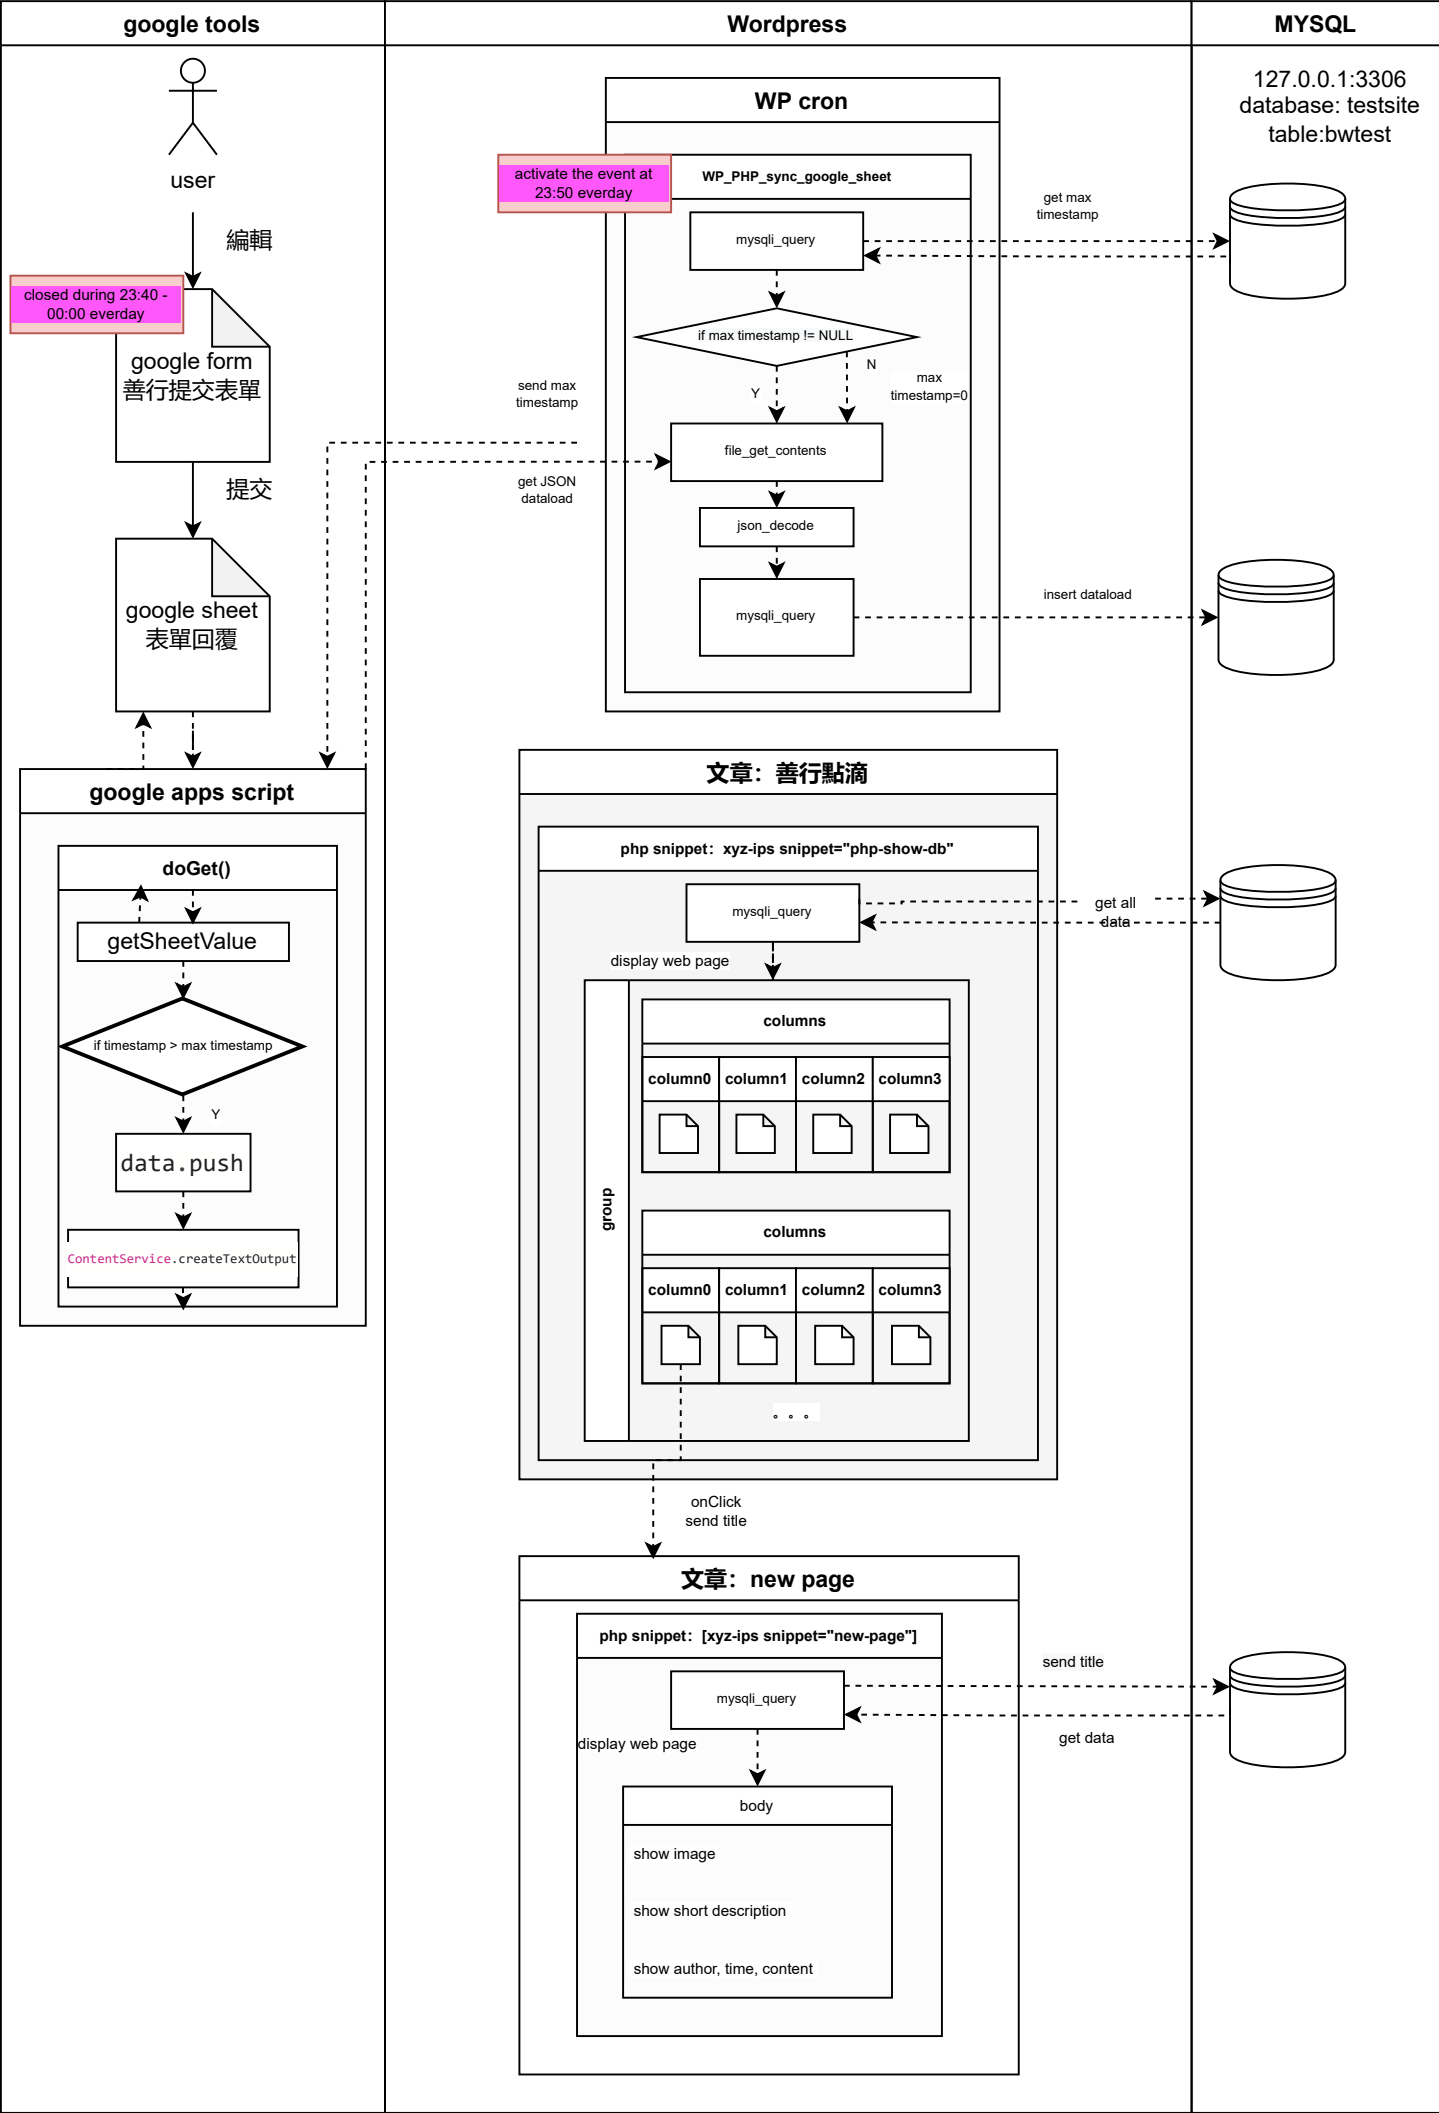 google tools
Wordpress
MYSQL
user
編輯
closed during 23:40 -
00:00 everday
google form
善行提交表單
提交
google sheet
表單回覆
google apps script
doGet()
getSheetValue
if timestamp > max timestamp
Y
data.push
ContentService.createTextOutput
WP cron
activate the event at
23:50 everday
WP_PHP_sync_google_sheet
mysqli_query
get max
timestamp
if max timestamp != NULL
Y
N
max
timestamp=0
send max
timestamp
file_get_contents
get JSON
dataload
json_decode
mysqli_query
insert dataload
127.0.0.1:3306
database: testsite
table:bwtest
文章：善行點滴
php snippet：xyz-ips snippet="php-show-db"
mysqli_query
get all
data
display web page
group
columns
column0
column1
column2
column3
columns
column0
column1
column2
column3
。。。
onClick
send title
文章：new page
php snippet：[xyz-ips snippet="new-page"]
mysqli_query
send title
get data
display web page
body
show image
show short description
show author, time, content